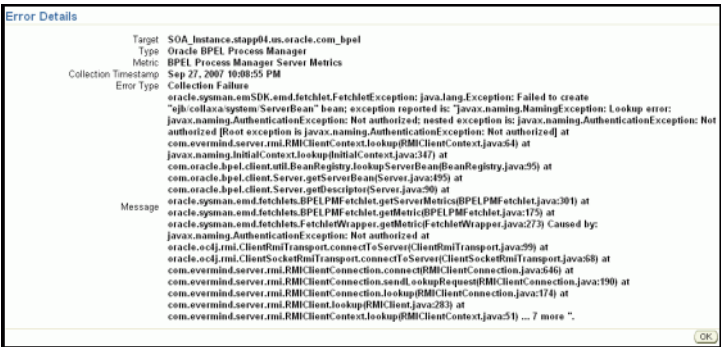 Error Details
Target SOA_Instance.stapp04.us.oracle.com_bpel
Type Oracle BPEL Process Manager
Metric BPEL Process Manager Server Metrics
Collection Timestamp Sep 27, 2007 10:08:55 PM
Error Type Collection Failure
oracle.sysman.emSDK.emd.fetchlet.FetchletException: java.lang.Exception: Failed to create
"ejb/collaxa/system/ServerBean" bean; exception reported is: "javax.naming.NamingException: Lookup error:
javax.naming.AuthenticationException: Not authorized; nested exception is: javax.naming.AuthenticationException: Not
authorized [Root exception is javax.naming.AuthenticationException: Not authorized] at
com.evermind.server.rmi.RMIClientContext.lookup(RMIClientContext.java:64) at
javax.naming.InitialContext.lookup(InitialContext.java:347) at
com.oracle.bpel.client.util.BeanRegistry.lookupServerBean(BeanRegistry.java:95) at
com.oracle.bpel.client.Server.getServerBean(Server.java:495) at
com.oracle.bpel.client.Server.getDescriptor(Server.java:90) at
Message oracle.sysman.emd.fetchlets.BPELPMFetchlet.getServerMetrics(BPELPMFetchlet.java:301) at
oracle.sysman.emd.fetchlets.BPELPMFetchlet.getMetric(BPELPMFetchlet.java:175) at
oracle.sysman.emd.fetchlets.FetchletWrapper.getMetric(FetchletWrapper.java:273) Caused by:
javax.naming.AuthenticationException: Not authorized at
oracle.oc4j.rmi.ClientRmiTransport.connectToServer(ClientRmiTransport.java:99) at
oracle.oc4j.rmi.ClientSocketRmiTransport.connectToServer(ClientSocketRmiTransport.java:68) at
com.evermind.server.rmi.RMIClientConnection.connect(RMIClientConnection.java:646) at
com.evermind.server.rmi.RMIClientConnection.sendLookupRequest(RMIClientConnection.java:190) at
com.evermind.server.rmi.RMIClientConnection.lookup(RMIClientConnection.java:174) at
com.evermind.server.rmi.RMIClient.lookup(RMIClient.java:283) at
com.evermind.server.rmi.RMIClientContext.lookup(RMIClientContext.java:51) ... 7 more ".
OK